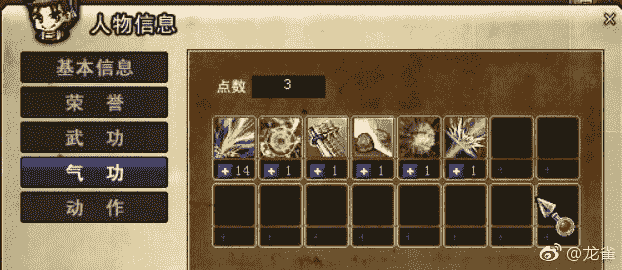 人物信息
基本信息
荣 誉
武 功
气 功
动 作
点数 3
+ 14 + 1 + 1 + 1 + 1 + 1
@龙雀